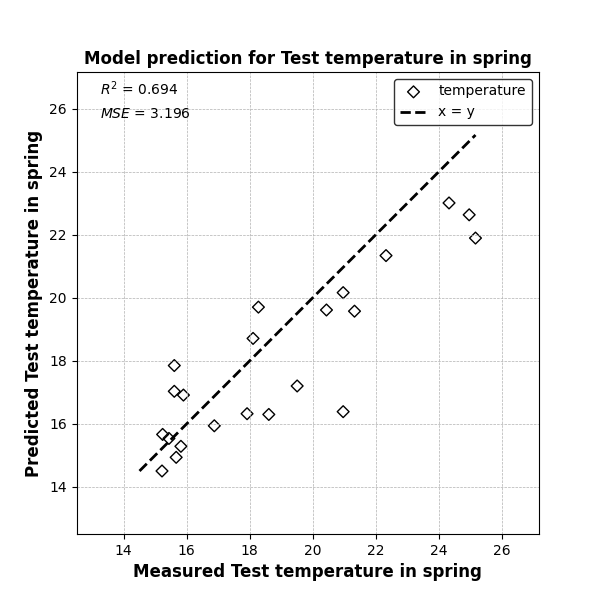 Model prediction for Test temperature in spring
R² = 0.694
MSE = 3.196
temperature
x = y
Predicted Test temperature in spring
26
24
22
20
18
16
14
14 16 18 20 22 24 26
Measured Test temperature in spring